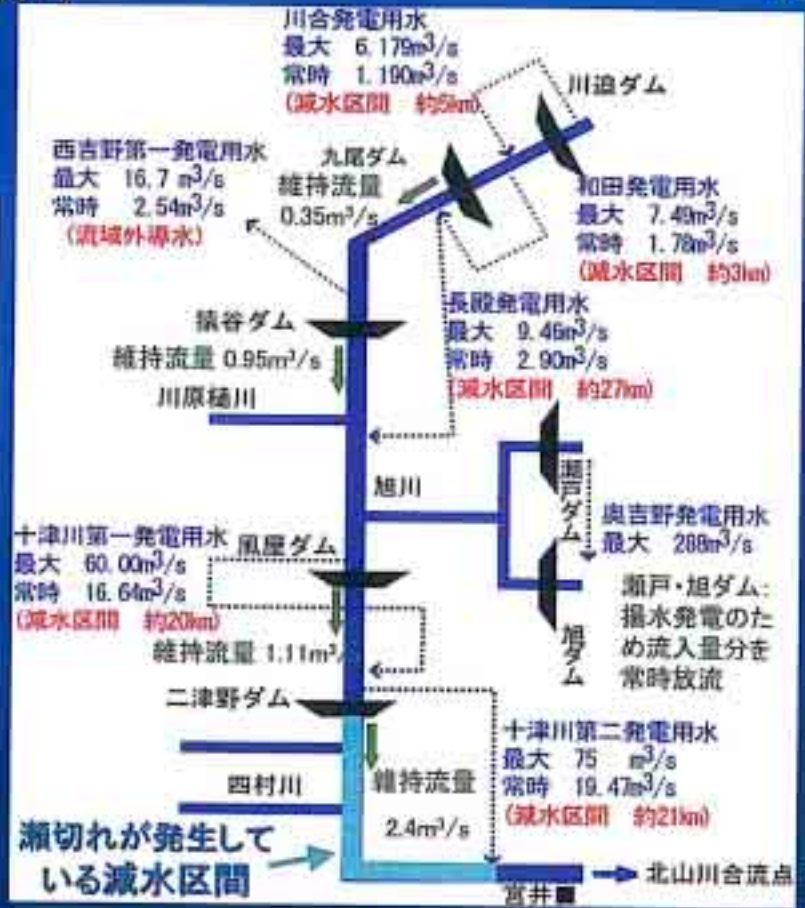 川合発電用水
最大 6.179m³/s
常時 1.190m³/s
(減水区間 約5km)
川迫ダム
西吉野第一発電用水
最大 16.7 m³/s
常時 2.54m³/s
(流域外導水)
九尾ダム
維持流量
0.35m³/s
和田発電用水
最大 7.49m³/s
常時 1.78m³/s
(減水区間 約3km)
猿谷ダム
維持流量 0.95m³/s
川原樋川
長殿発電用水
最大 9.46m³/s
常時 2.90m³/s
(減水区間 約27km)
旭川
瀬戸ダム
旭ダム
奥吉野発電用水
最大 288m³/s
瀬戸・旭ダム:
揚水発電のた
め流入量分を
常時放流
十津川第一発電用水
最大 60.00m³/s
常時 16.64m³/s
(減水区間 約20km)
風屋ダム
維持流量 1.11m³/
二津野ダム
四村川
維持流量
2.4m³/s
十津川第二発電用水
最大 75 m³/s
常時 19.47m³/s
(減水区間 約21km)
瀬切れが発生して
いる減水区間
宮井■
北山川合流点